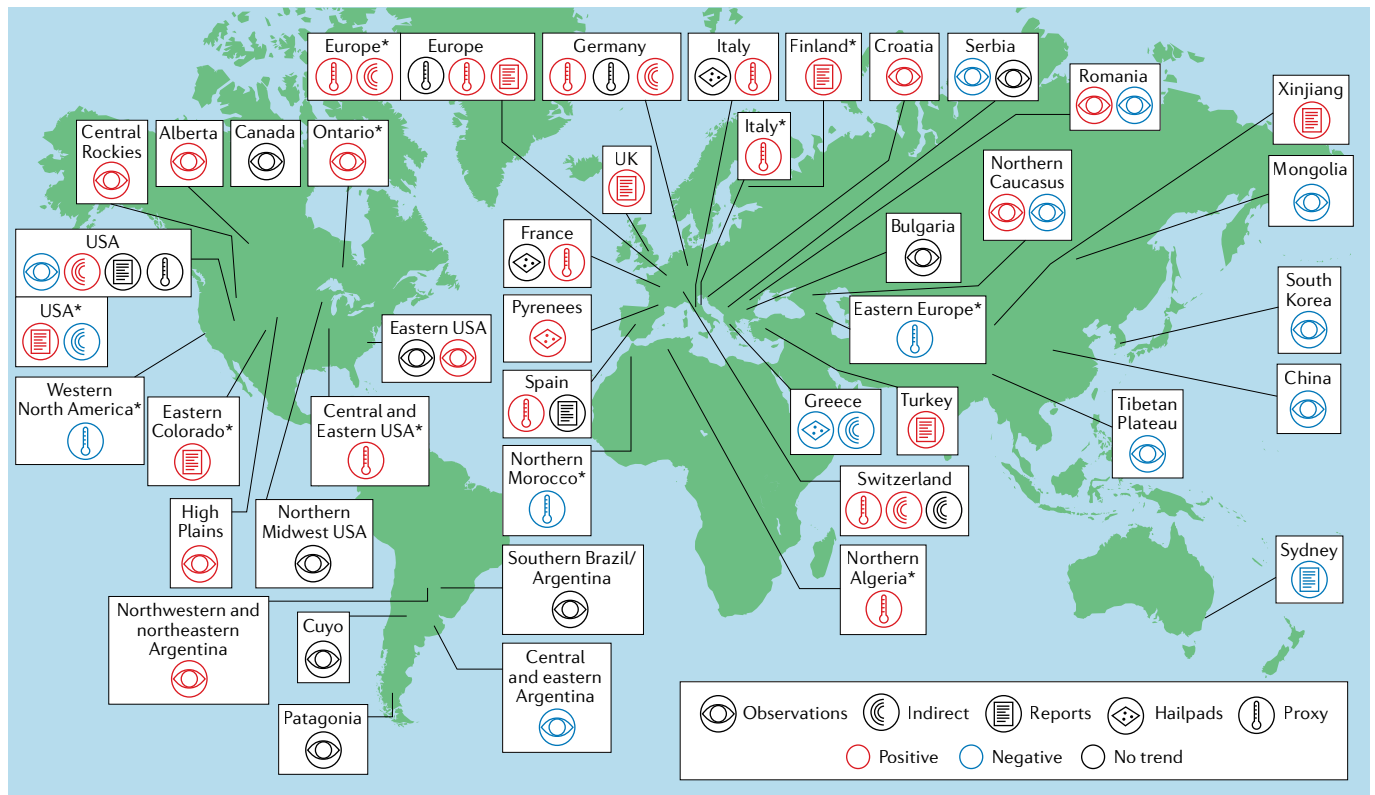 Europe*
Europe
Germany
Italy
Finland*
Croatia
Serbia
Romania
Xinjiang
Central
Rockies
Alberta
Canada
Ontario*
Italy*
UK
Northern
Caucasus
Mongolia
USA
France
Bulgaria
South
Korea
USA*
Pyrenees
Eastern Europe*
Eastern USA
Western
North America*
Eastern
Colorado*
Central and
Eastern USA*
Spain
Greece
Turkey
Tibetan
Plateau
China
Northern
Morocco*
Switzerland
High
Plains
Northern
Midwest USA
Southern Brazil/
Argentina
Northern
Algeria*
Sydney
Northwestern and
northeastern
Argentina
Cuyo
Central
and eastern
Argentina
Patagonia
Observations
Indirect
Reports
Hailpads
Proxy
Positive
Negative
No trend